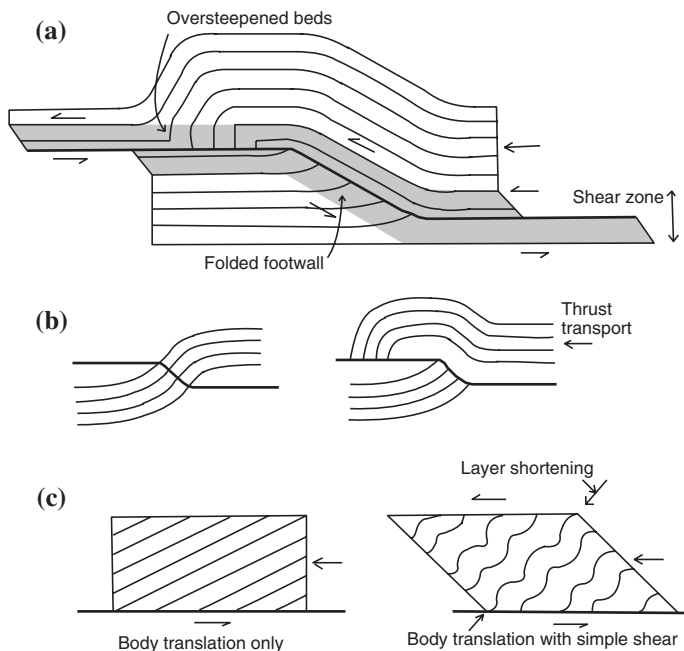 (a)
Oversteepened beds
Shear zone
Folded footwall
(b)
Thrust
transport
(c)
Layer shortening
Body translation only
Body translation with simple shear